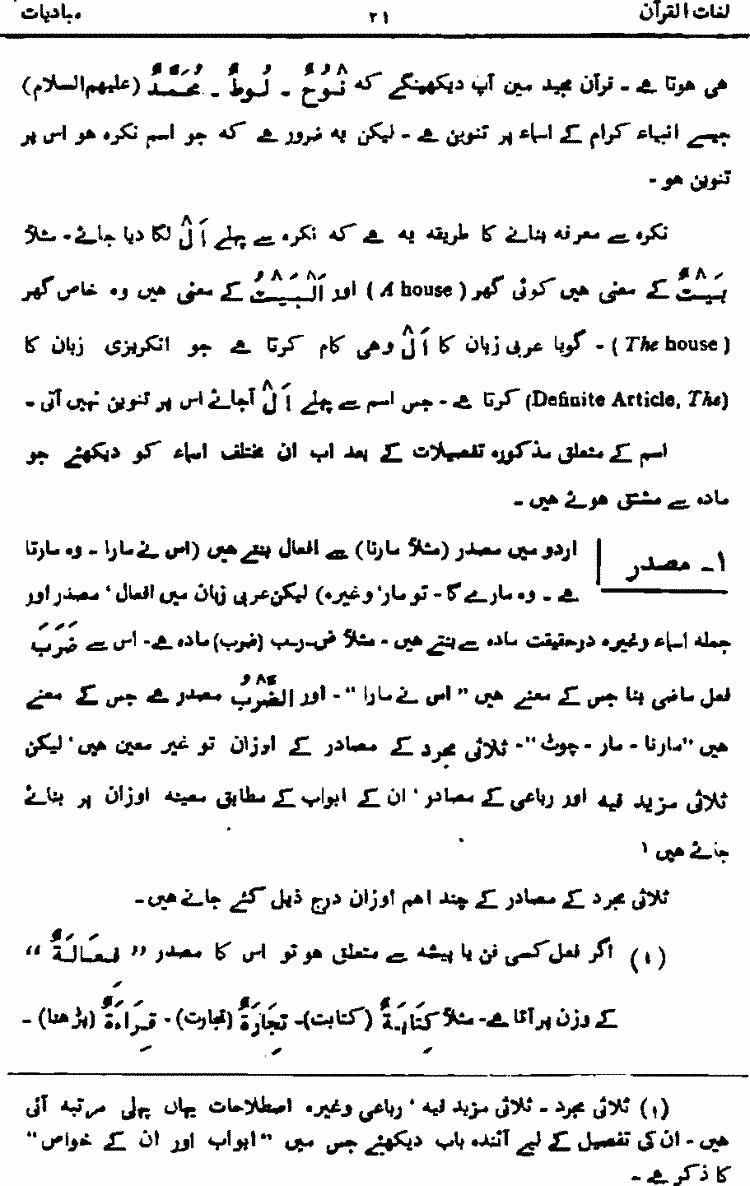 لغات القرآن ۲۱ مبادیات
ہی ہوتا ہے ۔ قرآن مجید میں آپ دیکھینگے کہ نُوْحٌ ۔ لُوطٌ ۔ مُحَمَّدٌ (علیہم السلام)
جیسے انبیاء کرام کے اسماء پر تنوین ہے ۔ لیکن یہ ضرور ہے کہ جو اسم نکرہ ہو اس پر
تنوین ہو ۔
نکرہ سے معرفہ بنانے کا طریقہ یہ ہے کہ نکرہ سے پہلے اَلْ لگا دیا جائے ۔ مثلاً
بَیْتٌ کے معنی ہیں کوئی گھر (A house) اور اَلْبَیْتُ کے معنی ہیں وہ خاص گھر
(The house) ۔ گویا عربی زبان کا اَلْ وہی کام کرتا ہے جو انگریزی زبان کا
(Definite Article, The) کرتا ہے ۔ جس اسم سے پہلے اَلْ آجائے اس پر تنوین نہیں آتی ۔
اسم کے متعلق مذکورہ تفصیلات کے بعد اب ان مختلف اسماء کو دیکھئے جو
مادہ سے مشتق ہوتے ہیں ۔
۱۔ مصدر
اردو میں مصدر (مثلاً مارنا) سے افعال بنتے ہیں (اس نے مارا ۔ وہ مارتا
ہے ۔ وہ مارے گا ۔ تو مار، وغیرہ) لیکن عربی زبان میں افعال، مصدر اور
جملہ اسماء وغیرہ درحقیقت مادہ سے بنتے ہیں ۔ مثلاً ض۔ر۔ب (ضرب) مادہ ہے۔ اس سے ضَرَبَ
فعل ماضی بنا جس کے معنے ہیں "اس نے مارا" ۔ اور الضَّرْبُ مصدر ہے جس کے معنے
ہیں "مارنا ۔ مار ۔ چوٹ" ۔ ثلاثی مجرد کے مصادر کے اوزان تو غیر معین ہیں، لیکن
ثلاثی مزید فیہ اور رباعی کے مصادر، ان کے ابواب کے مطابق معینہ اوزان پر بنائے
جاتے ہیں ۱
ثلاثی مجرد کے مصادر کے چند اہم اوزان درج ذیل کئے جاتے ہیں ۔
(۱) اگر فعل کسی فن یا پیشہ سے متعلق ہو تو اس کا مصدر "فِعَالَةٌ"
کے وزن پر آتا ہے۔ مثلاً کِتَابَةٌ (کتابت)۔ تِجَارَةٌ (تجارت) ۔ قِرَاءَةٌ (پڑھنا) ۔
(۱) ثلاثی مجرد ۔ ثلاثی مزید فیہ، رباعی وغیرہ اصطلاحات یہاں پہلی مرتبہ آئی
ہیں ۔ ان کی تفصیل کے لیے آئندہ باب دیکھئے جس میں "ابواب اور ان کے خواص"
کا ذکر ہے ۔